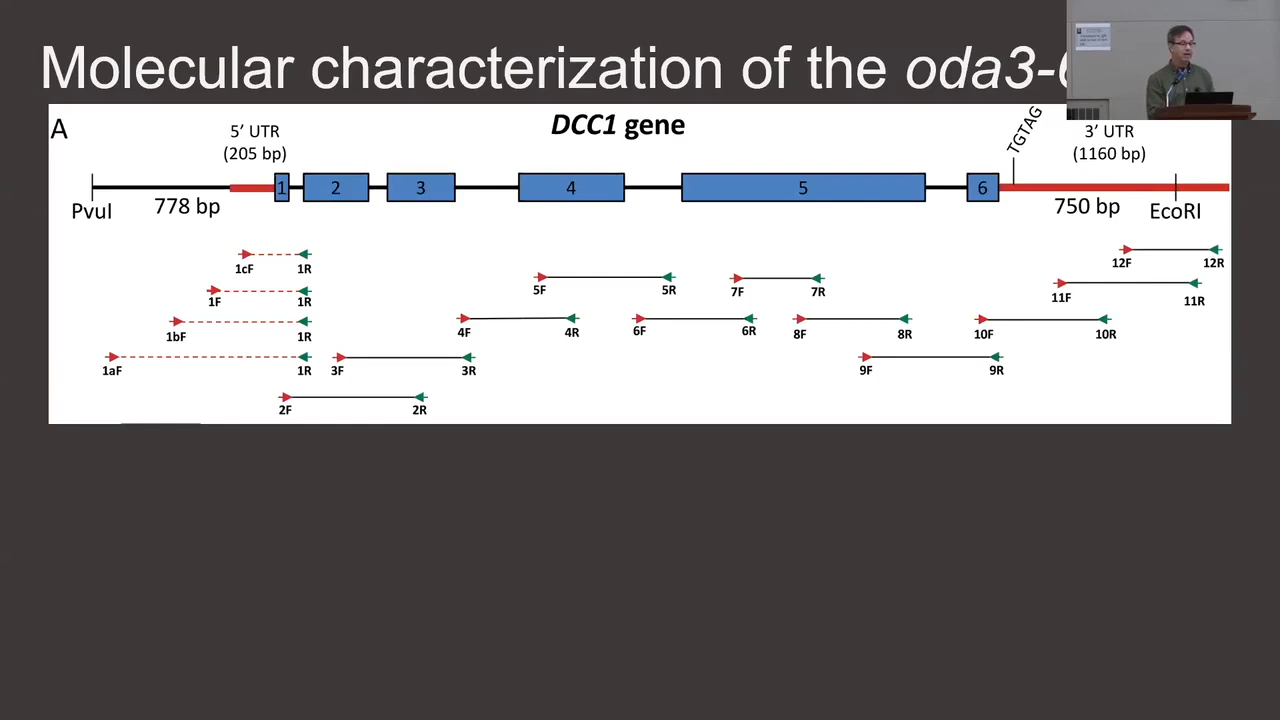 Molecular characterization of the oda3-
A
DCC1 gene
5′ UTR
(205 bp)
TGTAG
3′ UTR
(1160 bp)
1 2 3 4 5 6
PvuI
778 bp
750 bp
EcoRI
1cF 1R
1F 1R
1bF 1R
1aF 1R
2F 2R
3F 3R
4F 4R
5F 5R
6F 6R
7F 7R
8F 8R
9F 9R
10F 10R
11F 11R
12F 12R